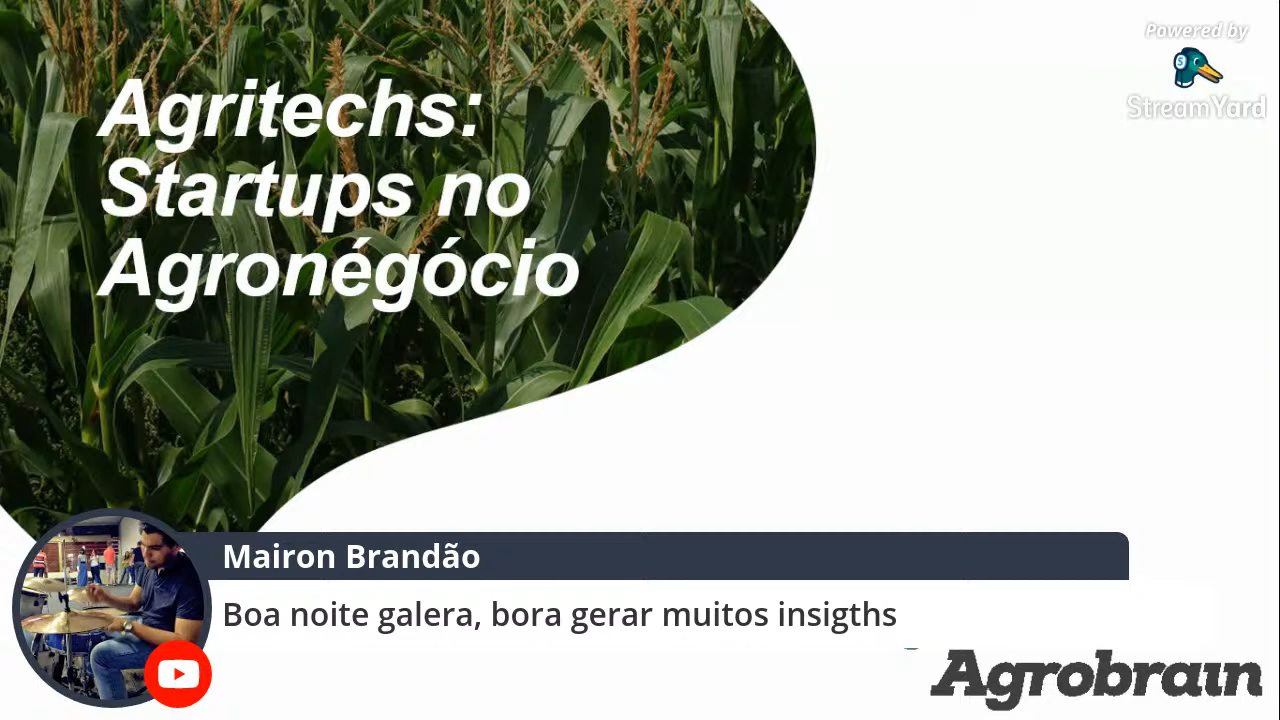 Agritechs:
Startups no
Agronégócio
Powered by
StreamYard
Mairon Brandão
Boa noite galera, bora gerar muitos insigths
Agrobrain